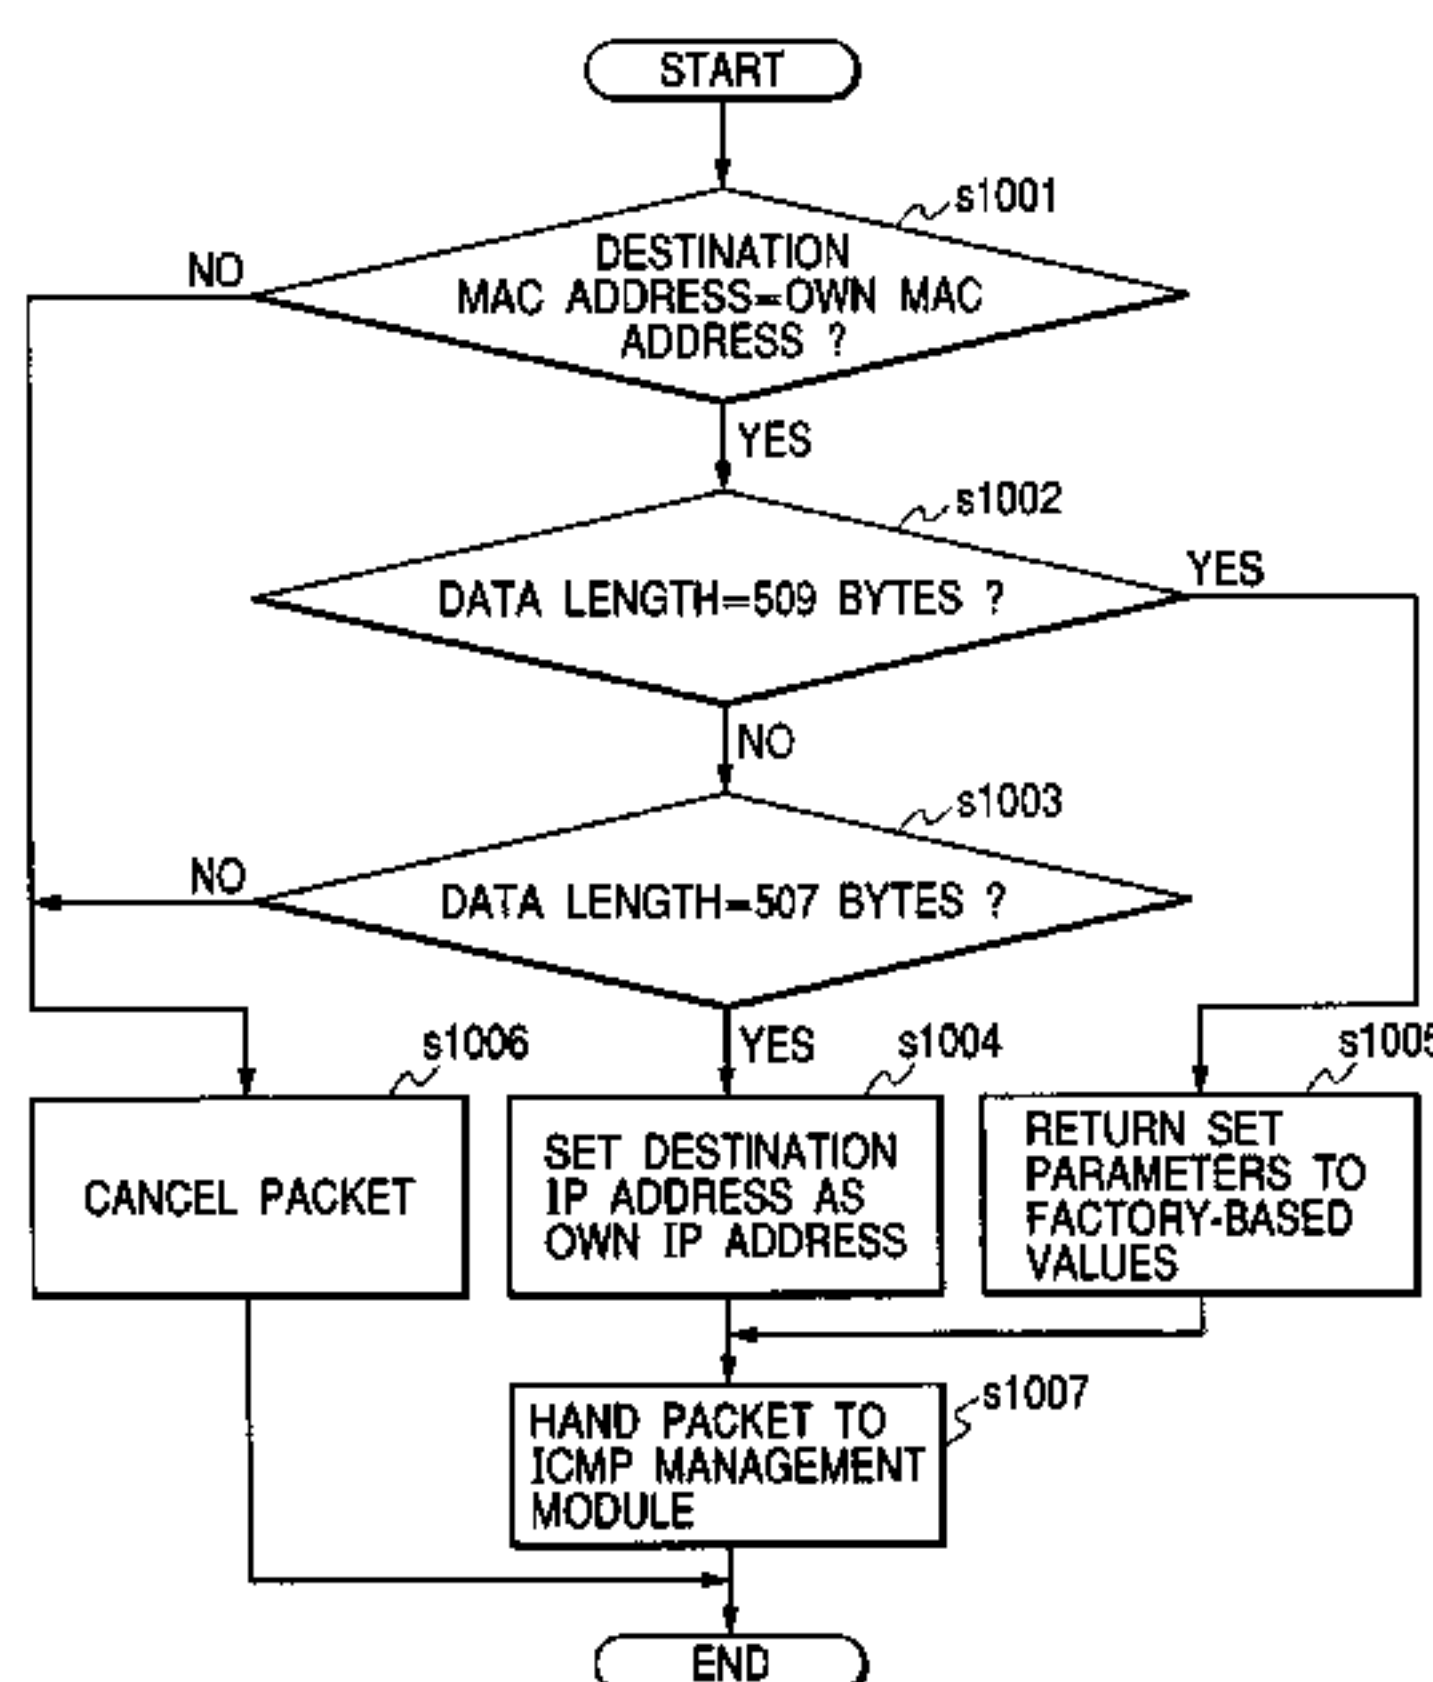 START
s1001
NO
DESTINATION
MAC ADDRESS=OWN MAC
ADDRESS ?
YES
s1002
YES
DATA LENGTH=509 BYTES ?
NO
s1003
NO
DATA LENGTH=507 BYTES ?
s1006
YES
s1004
s1005
CANCEL PACKET
SET DESTINATION
IP ADDRESS AS
OWN IP ADDRESS
RETURN SET
PARAMETERS TO
FACTORY-BASED
VALUES
s1007
HAND PACKET TO
ICMP MANAGEMENT
MODULE
END